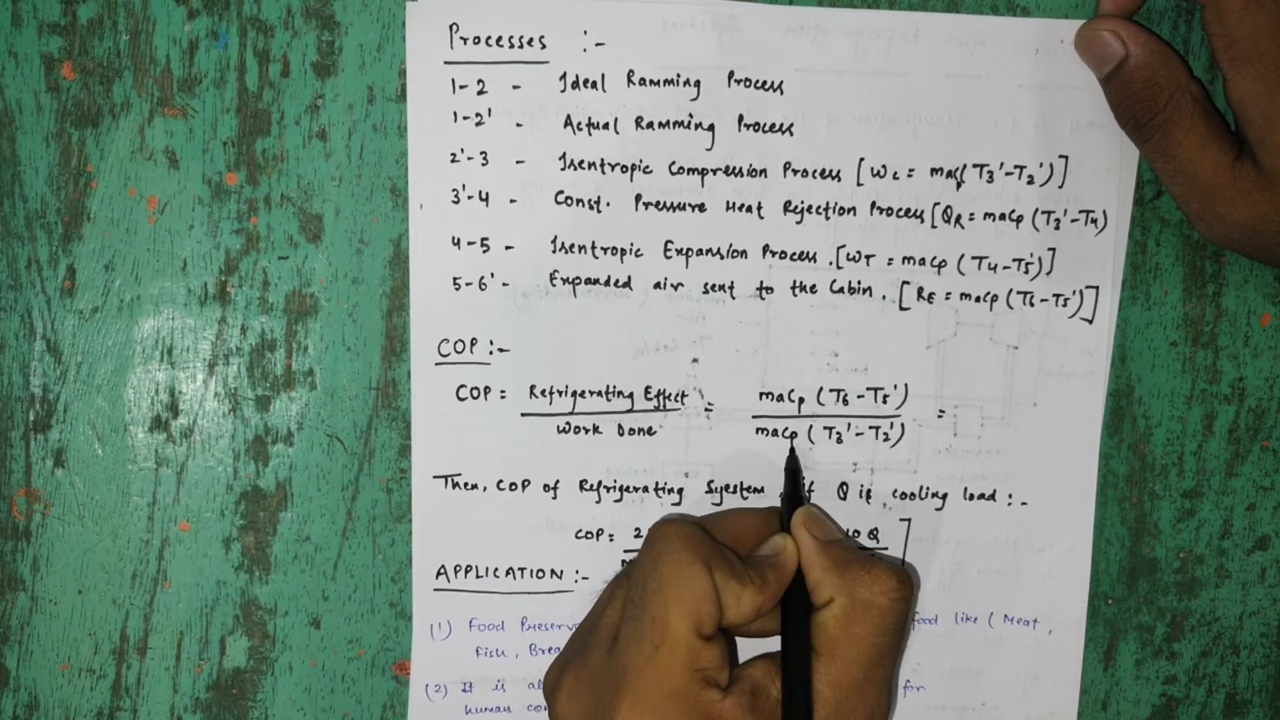 Processes :-
1-2 - Ideal Ramming Process
1-2' - Actual Ramming Process
2'-3 - Isentropic Compression Process [Wc = macp(T3'-T2')]
3'-4 - Const. Pressure Heat Rejection Process [QR = macp (T3'-T4)
4-5 - Isentropic Expansion Process. [WT = macp (T4-T5')]
5-6' - Expanded air sent to the Cabin. [RE = macp (T6-T5')]
COP :-
COP = Refrigerating Effect / Work Done = macp (T6-T5') / macp (T3'-T2') =
Then, COP of Refrigerating Syestem, if Q is, cooling load :-
COP = 2 10 Q
APPLICATION :-
(1) Food food like (Meat,
Fish,
(2) It is for
human